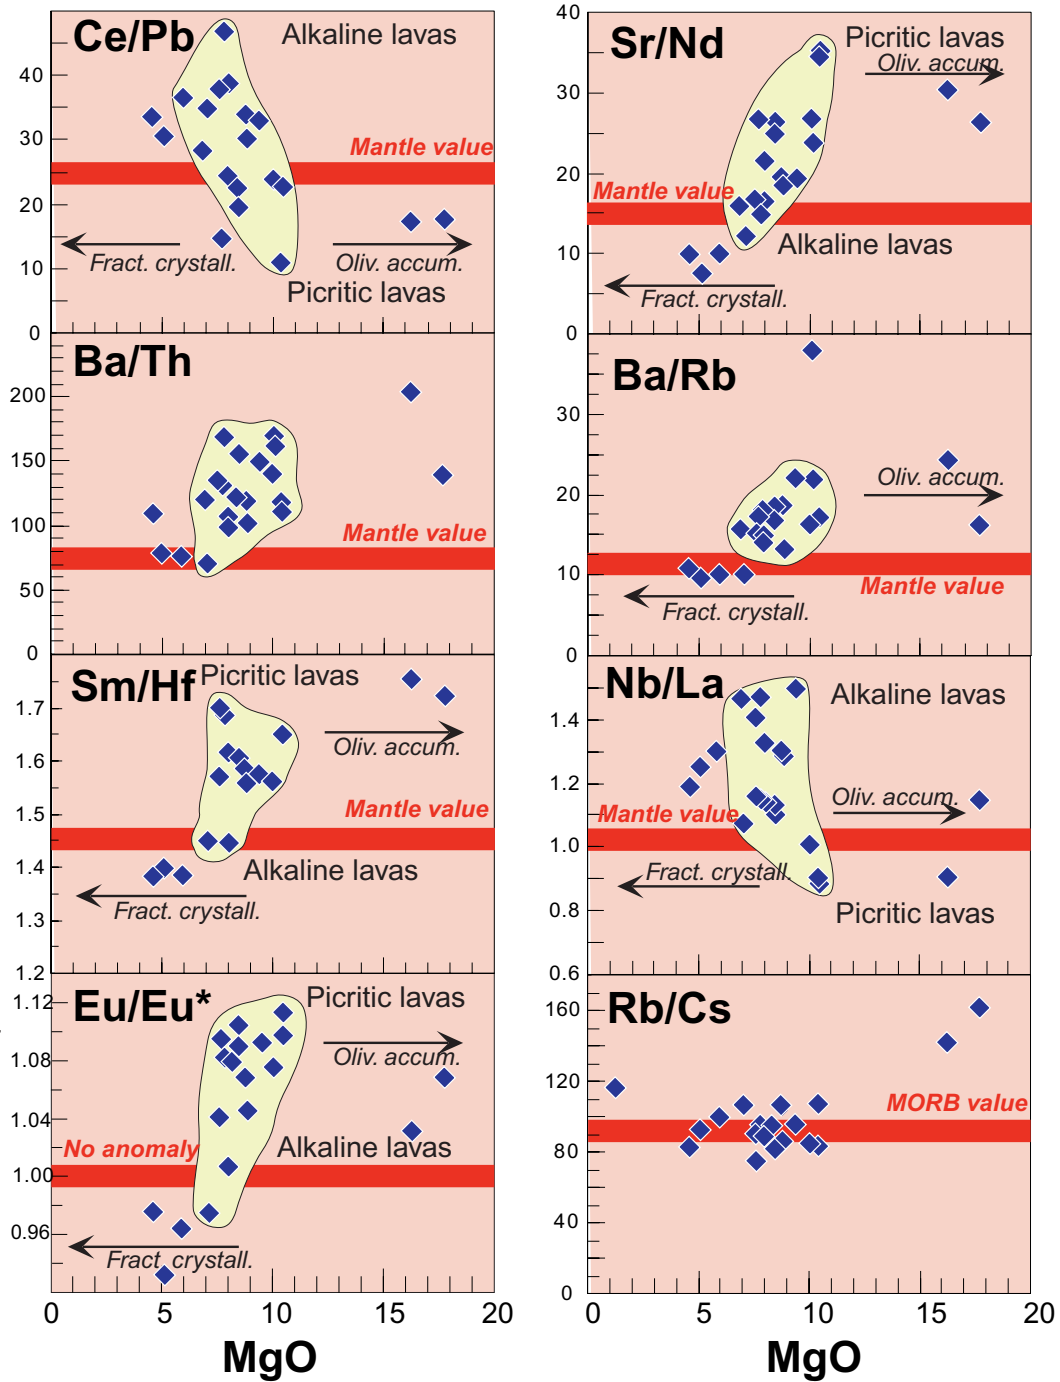 Ce/Pb
Alkaline lavas
40
30
Mantle value
20
Fract. crystall.
Oliv. accum.
10
Picritic lavas
0
Sr/Nd
40
Picritic lavas
Oliv. accum.
30
20
Mantle value
Alkaline lavas
10
Fract. crystall.
0
Ba/Th
200
150
100
Mantle value
50
0
Ba/Rb
30
Oliv. accum.
20
10
Mantle value
Fract. crystall.
0
Sm/Hf
Picritic lavas
1.7
Oliv. accum.
1.6
Mantle value
1.5
1.4
Alkaline lavas
Fract. crystall.
1.3
1.2
Nb/La
Alkaline lavas
1.4
1.2
Oliv. accum.
Mantle value
1.0
Fract. crystall.
0.8
Picritic lavas
0.6
Eu/Eu*
1.12
Picritic lavas
1.08
Oliv. accum.
1.04
No anomaly
Alkaline lavas
1.00
0.96
Fract. crystall.
0 5 10 15 20
MgO
Rb/Cs
160
120
MORB value
80
40
0
0 5 10 15 20
MgO